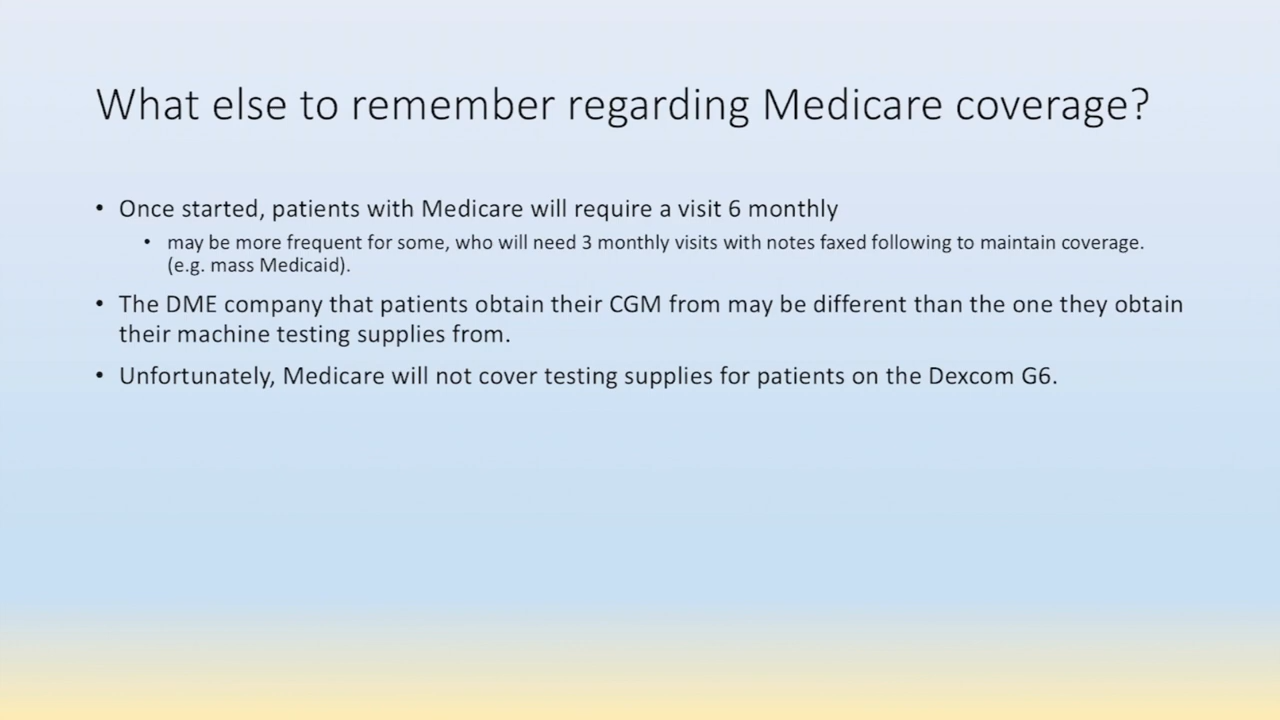 What else to remember regarding Medicare coverage?
• Once started, patients with Medicare will require a visit 6 monthly
• may be more frequent for some, who will need 3 monthly visits with notes faxed following to maintain coverage.
(e.g. mass Medicaid).
• The DME company that patients obtain their CGM from may be different than the one they obtain
their machine testing supplies from.
• Unfortunately, Medicare will not cover testing supplies for patients on the Dexcom G6.